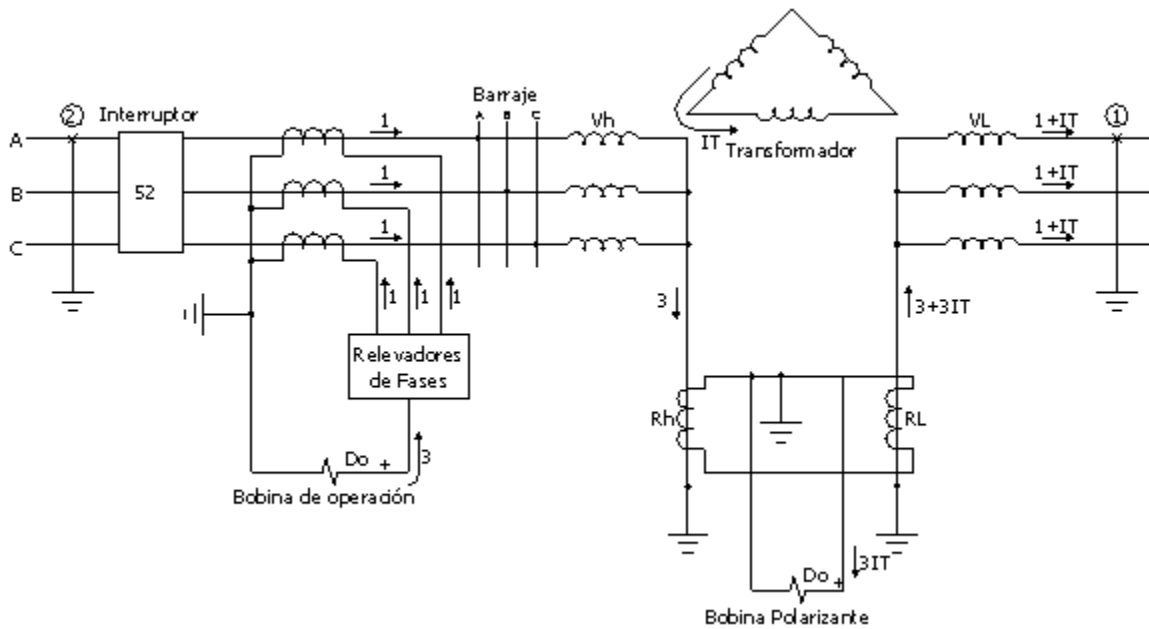 ②
Interruptor
Barraje
A B C
Vh
IT
Transformador
VL
1+IT
①
A
B
C
52
1
1
1
1+IT
1+IT
1
1
1
3
3+3IT
Relevadores
de Fases
Rh
RL
Do
+
3
Bobina de operación
3IT
Do
+
Bobina Polarizante